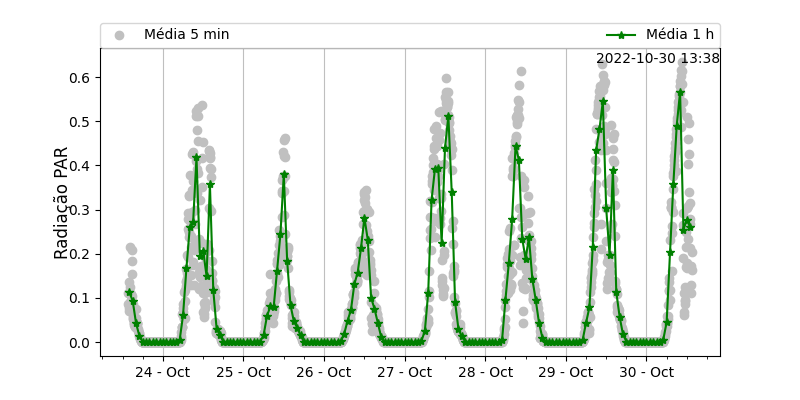 Média 5 min
Média 1 h
2022-10-30 13:38
Radiação PAR
0.6
0.5
0.4
0.3
0.2
0.1
0.0
24 - Oct
25 - Oct
26 - Oct
27 - Oct
28 - Oct
29 - Oct
30 - Oct